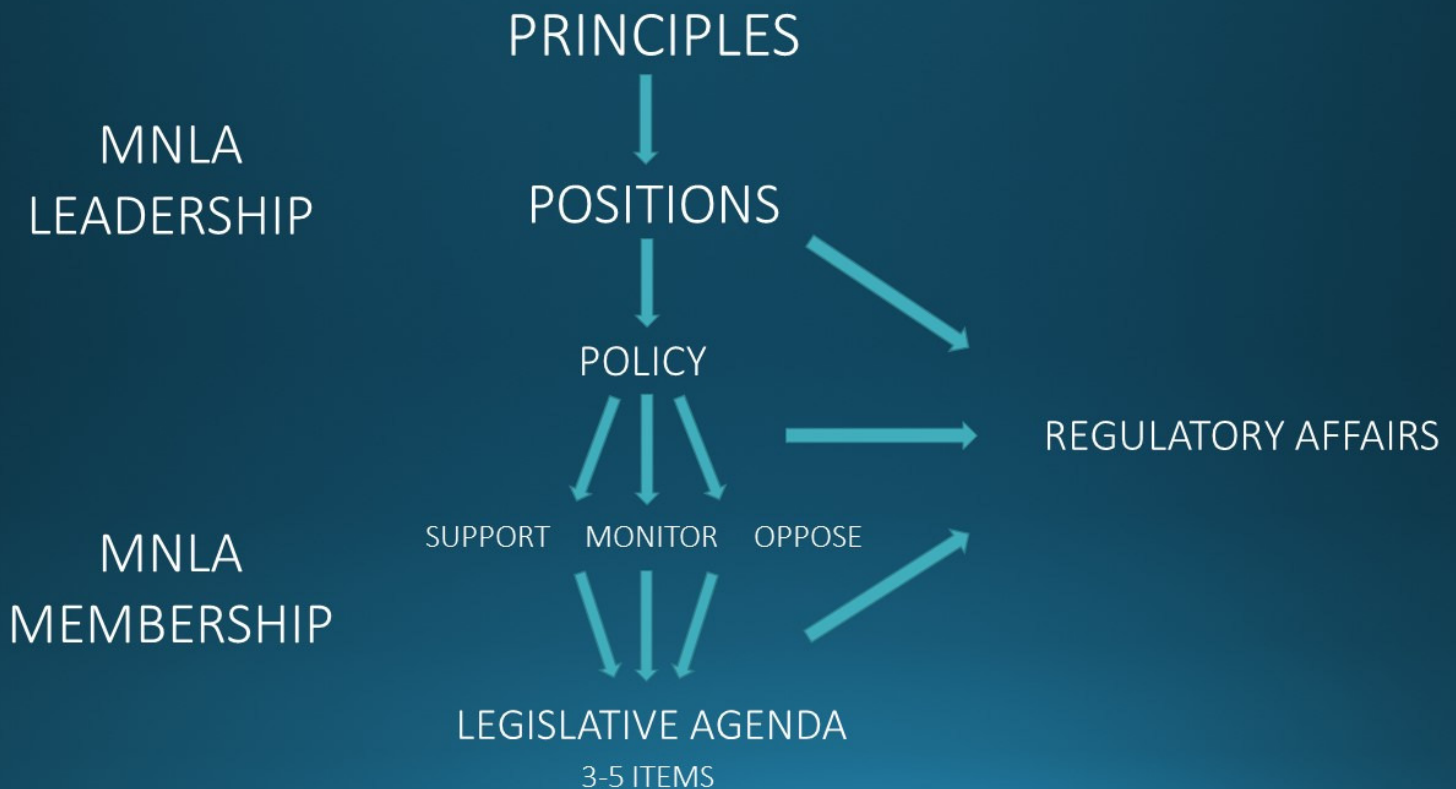 PRINCIPLES
MNLA
LEADERSHIP
POSITIONS
POLICY
REGULATORY AFFAIRS
SUPPORT MONITOR OPPOSE
MNLA
MEMBERSHIP
LEGISLATIVE AGENDA
3-5 ITEMS